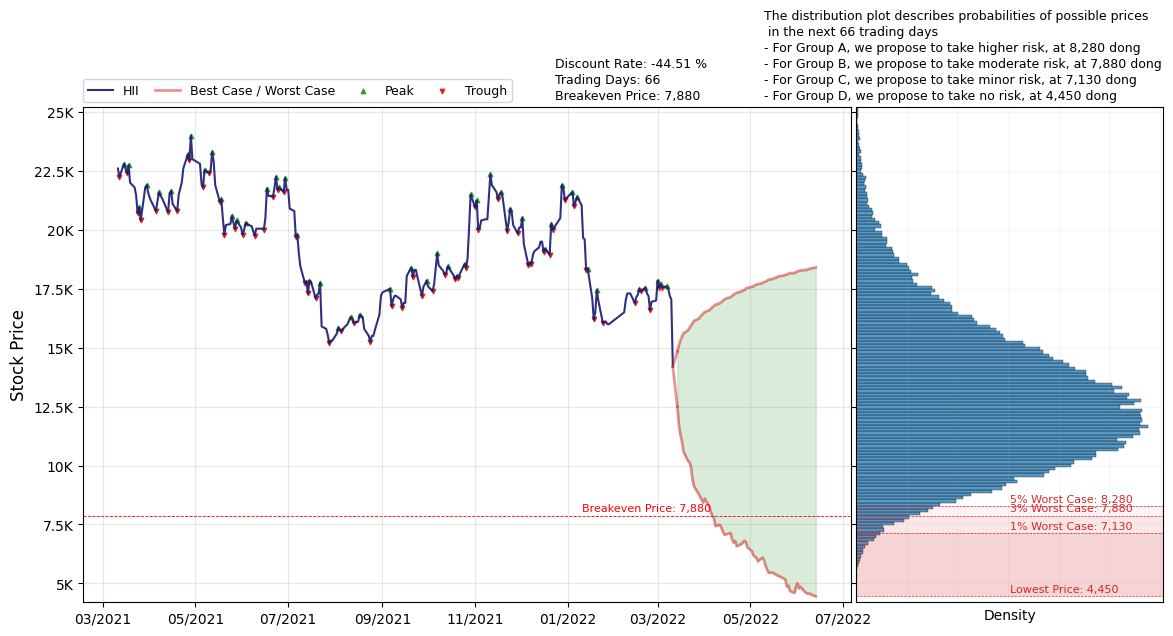 The distribution plot describes probabilities of possible prices
in the next 66 trading days
- For Group A, we propose to take higher risk, at 8,280 dong
- For Group B, we propose to take moderate risk, at 7,880 dong
- For Group C, we propose to take minor risk, at 7,130 dong
- For Group D, we propose to take no risk, at 4,450 dong
Discount Rate: -44.51 %
Trading Days: 66
Breakeven Price: 7,880
HII Best Case / Worst Case Peak Trough
Stock Price
25K
22.5K
20K
17.5K
15K
12.5K
10K
7.5K
5K
Breakeven Price: 7,880
5% Worst Case: 8,280
3% Worst Case: 7,880
1% Worst Case: 7,130
Lowest Price: 4,450
03/2021 05/2021 07/2021 09/2021 11/2021 01/2022 03/2022 05/2022 07/2022
Density